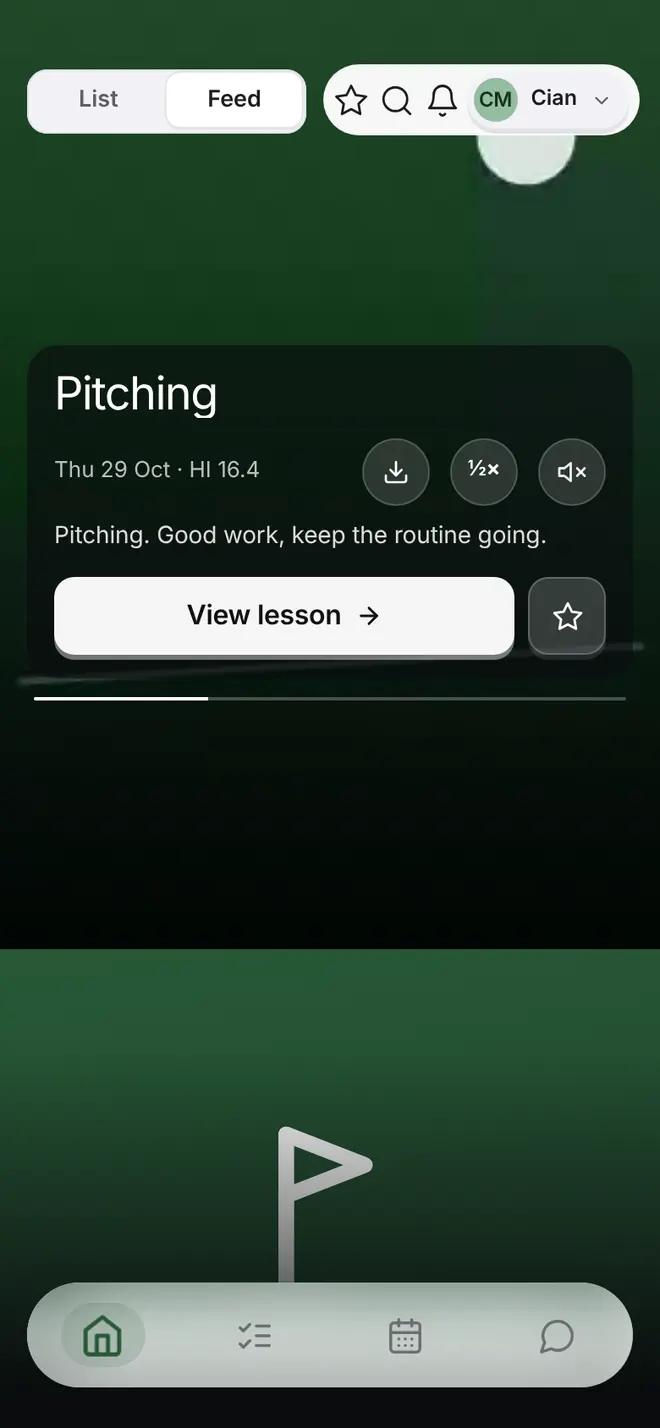 List
Feed
CM
Cian
Pitching
Thu 29 Oct · HI 16.4
½×
Pitching. Good work, keep the routine going.
View lesson